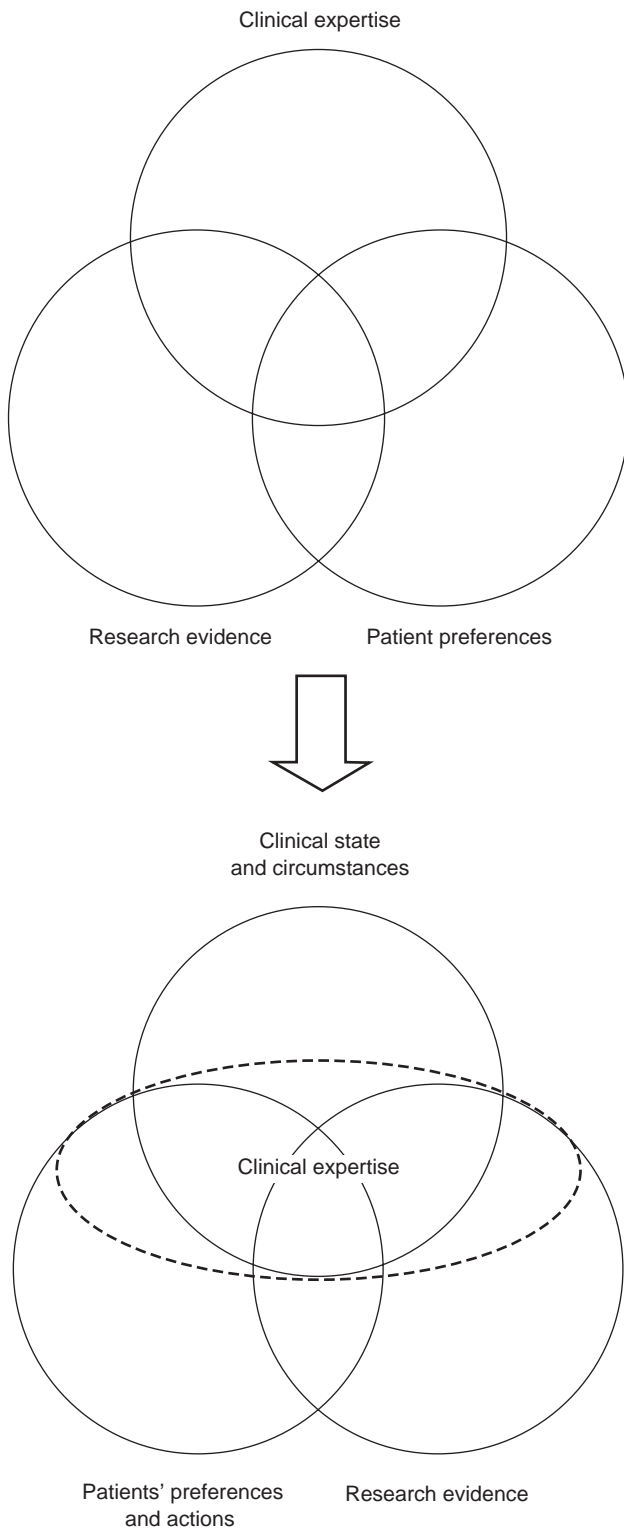 Clinical expertise
Research evidence
Patient preferences
Clinical state
and circumstances
Clinical expertise
Patients’ preferences
and actions
Research evidence